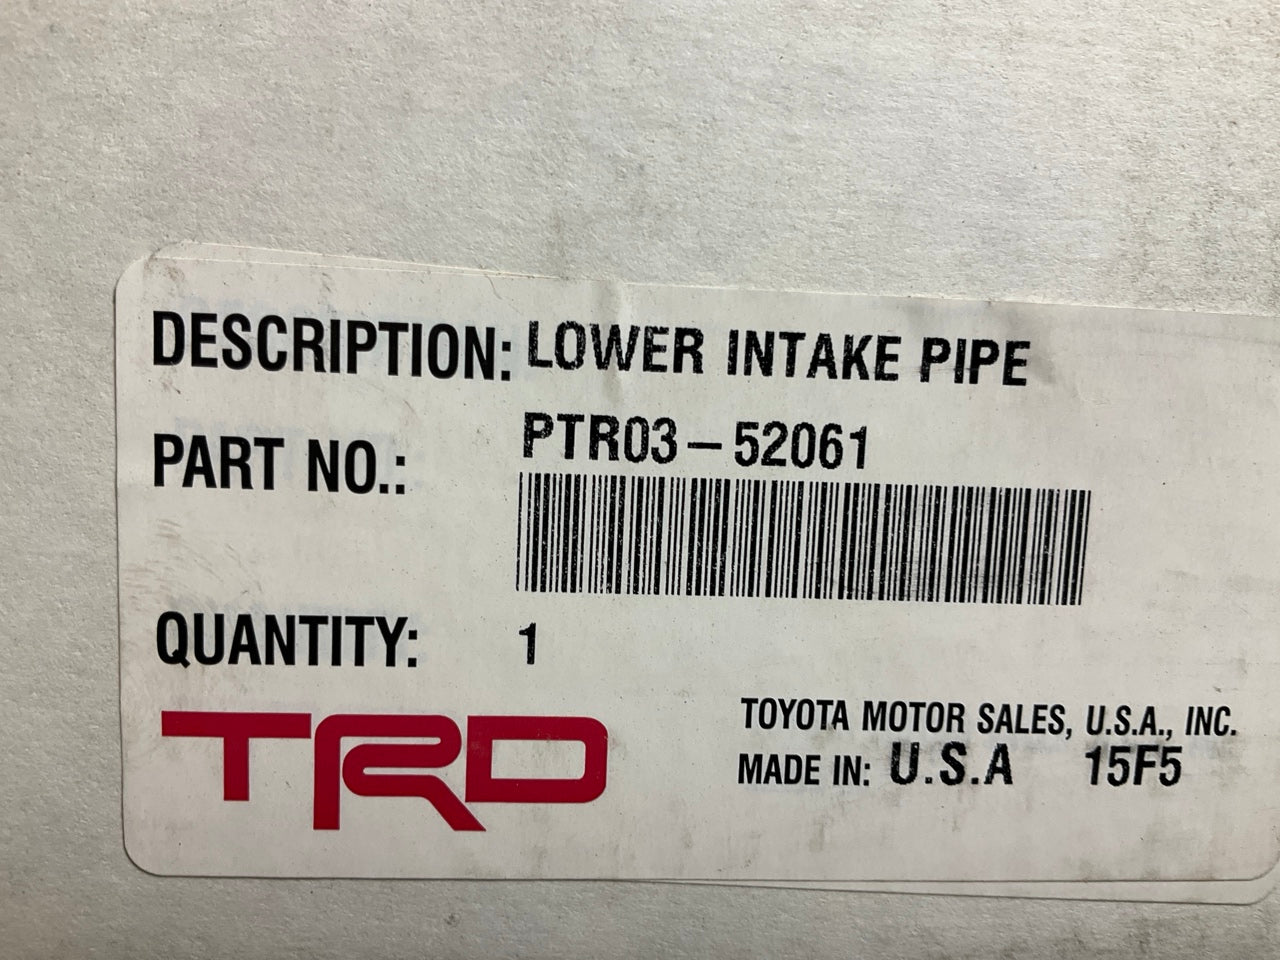 DESCRIPTION: LOWER INTAKE PIPE
PART NO.: PTR03-52061
QUANTITY: 1
TRD
TOYOTA MOTOR SALES, U.S.A., INC.
MADE IN: U.S.A 15F5